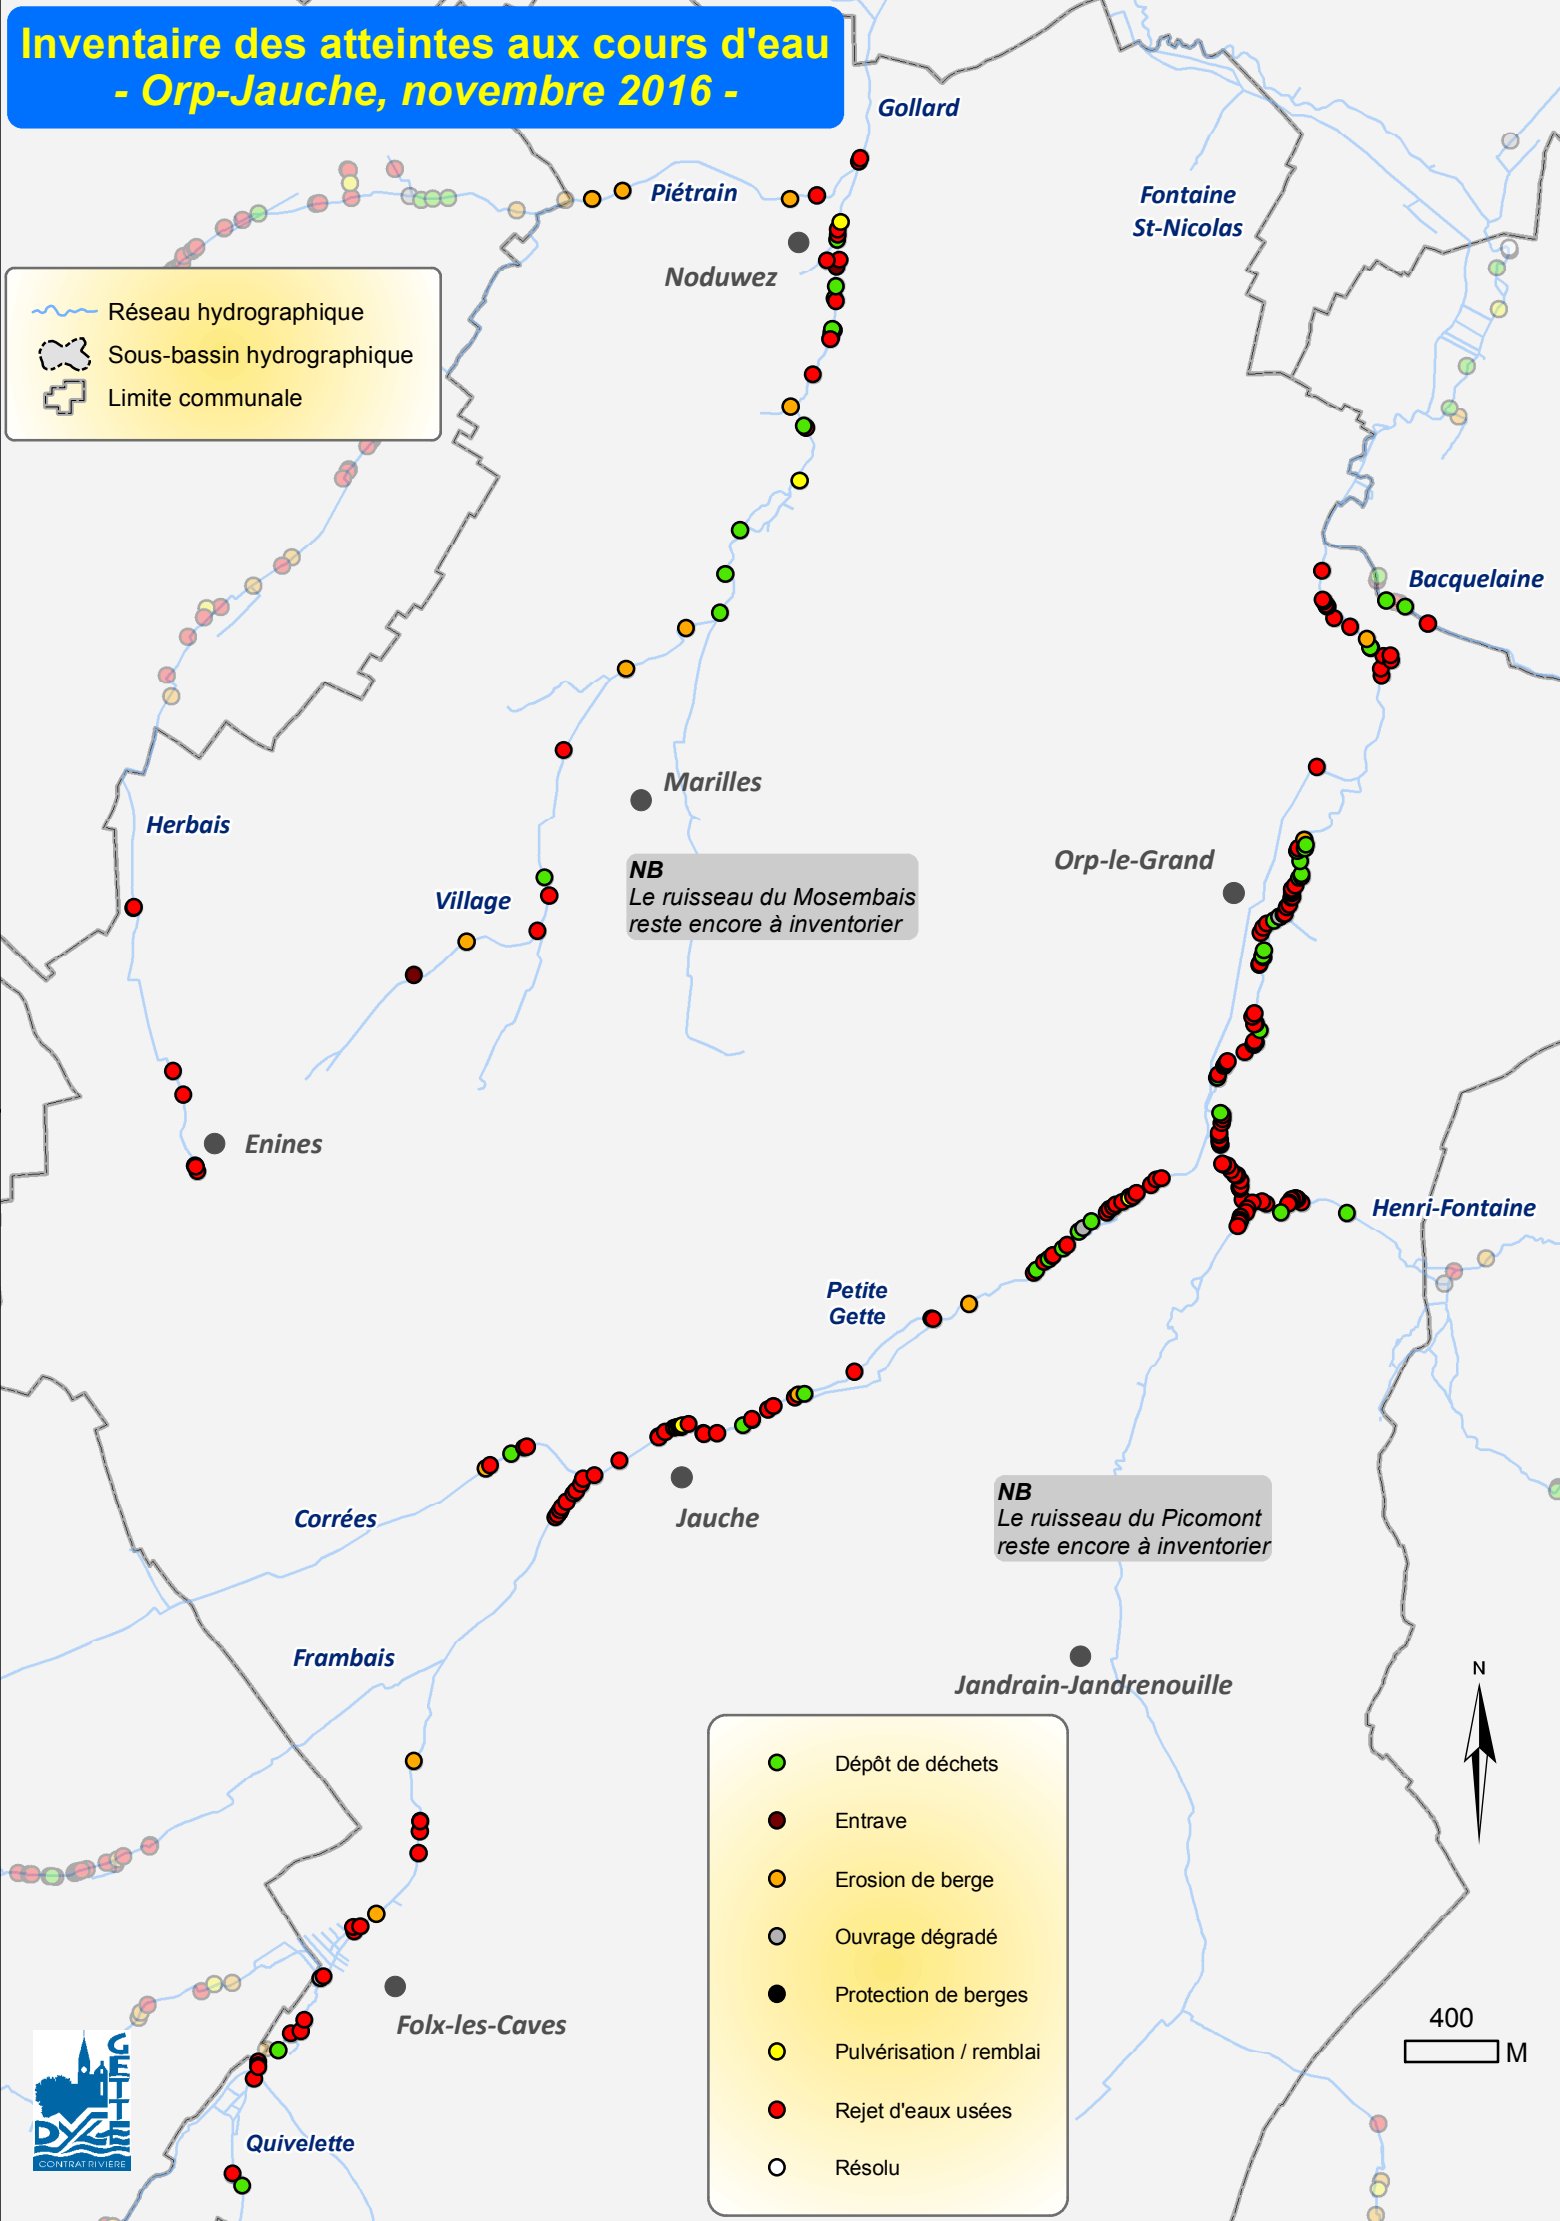 Inventaire des atteintes aux cours d'eau
- Orp-Jauche, novembre 2016 -
Gollard
Piétrain
Fontaine
St-Nicolas
Noduwez
Réseau hydrographique
Sous-bassin hydrographique
Limite communale
Bacquelaine
Marilles
Herbais
Orp-le-Grand
NB
Le ruisseau du Mosembais
reste encore à inventorier
Village
Enines
Henri-Fontaine
Petite
Gette
NB
Le ruisseau du Picomont
reste encore à inventorier
Corrées
Jauche
Frambais
Jandrain-Jandrenouille
N
Dépôt de déchets
Entrave
Erosion de berge
Ouvrage dégradé
Protection de berges
Pulvérisation / remblai
Rejet d'eaux usées
Résolu
Folx-les-Caves
400
M
GETTE
DYLE
CONTRAT RIVIÈRE
Quivelette